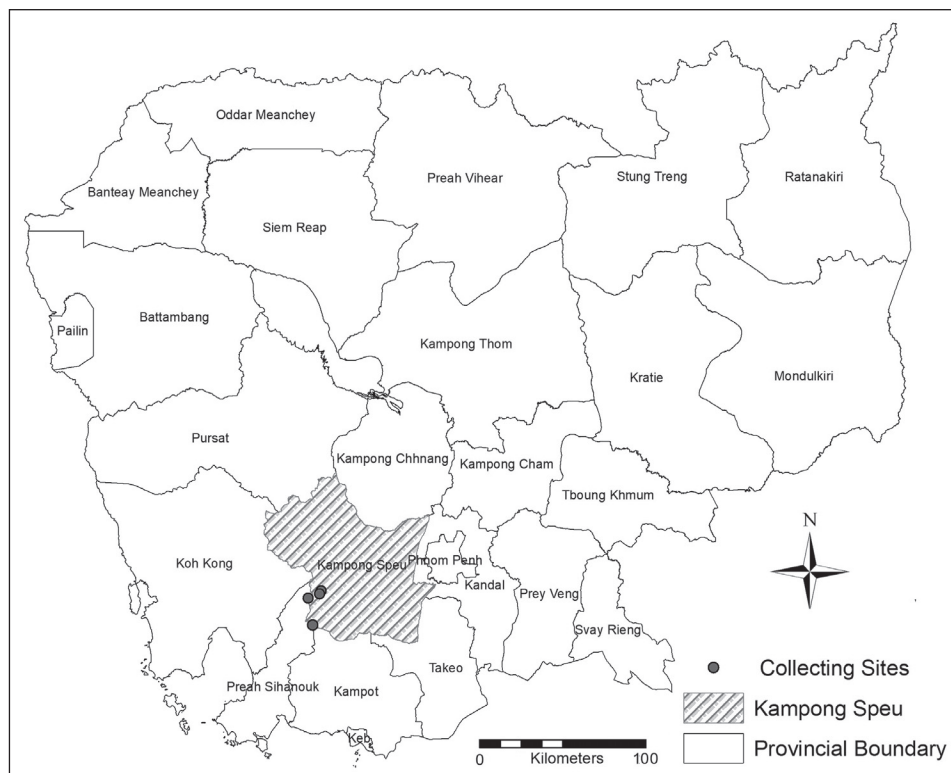 Oddar Meanchey
Banteay Meanchey
Siem Reap
Preah Vihear
Stung Treng
Ratanakiri
Pailin
Battambang
Kampong Thom
Kratie
Mondulkiri
Pursat
Kampong Chhnang
Kampong Cham
Tboung Khmum
Koh Kong
Kampong Speu
Phnom Penh
Kandal
Prey Veng
Svay Rieng
Preah Sihanouk
Kampot
Takeo
Keb
N
Collecting Sites
Kampong Speu
Provincial Boundary
0 Kilometers 100